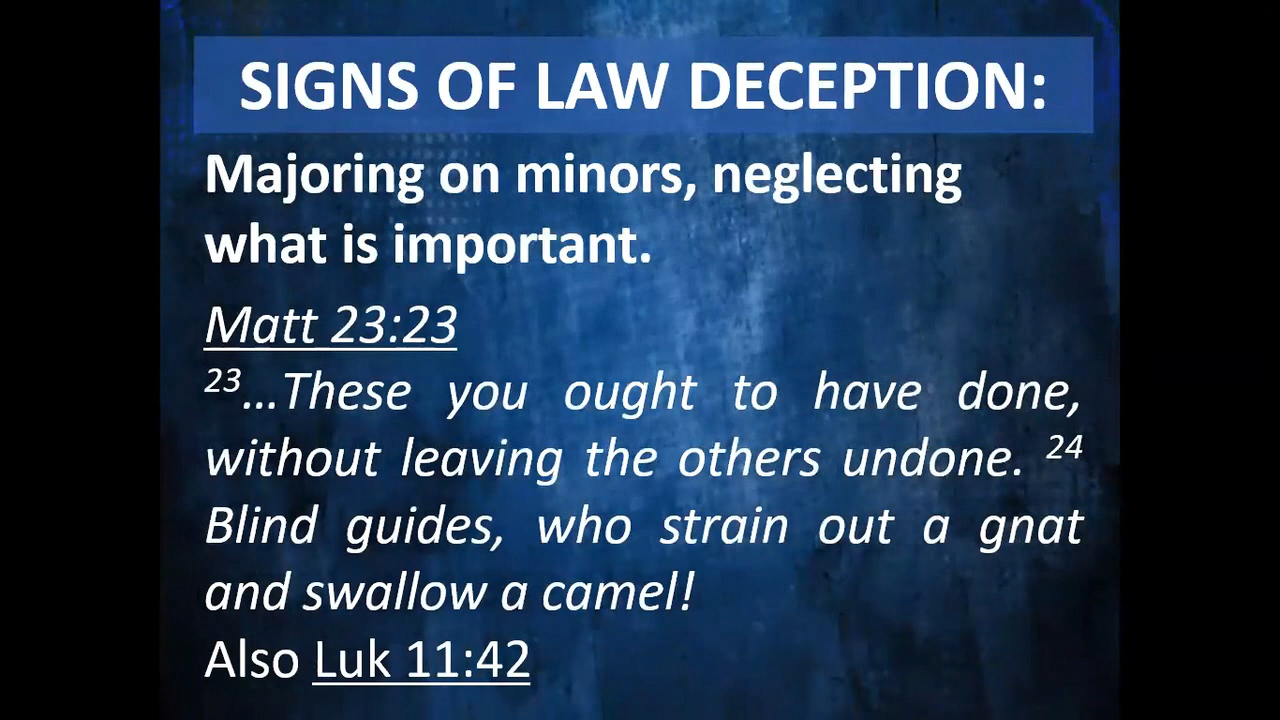 SIGNS OF LAW DECEPTION:
Majoring on minors, neglecting
what is important.
Matt 23:23
23…These you ought to have done,
without leaving the others undone. 24
Blind guides, who strain out a gnat
and swallow a camel!
Also Luk 11:42